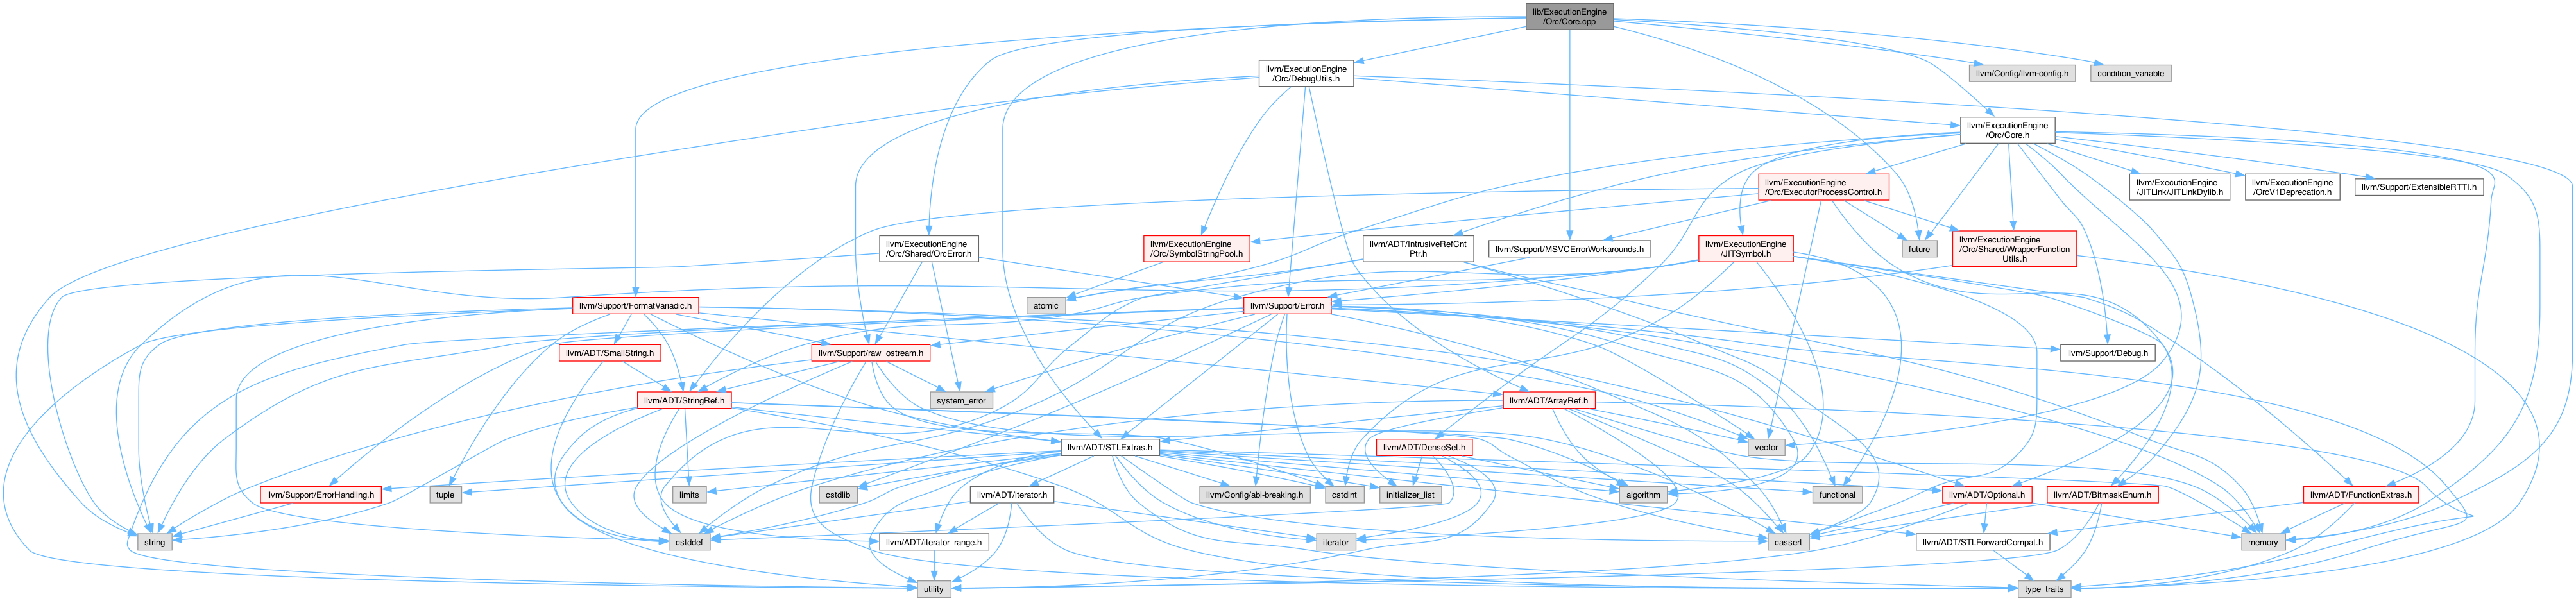 lib/ExecutionEngine
/Orc/Core.cpp
llvm/ExecutionEngine
/Orc/DebugUtils.h
llvm/Config/llvm-config.h
condition_variable
llvm/ExecutionEngine
/Orc/Core.h
llvm/ExecutionEngine
/Orc/ExecutorProcessControl.h
llvm/ExecutionEngine
/JITLink/JITLinkDylib.h
llvm/ExecutionEngine
/OrcV1Deprecation.h
llvm/Support/ExtensibleRTTI.h
llvm/ExecutionEngine
/Orc/Shared/OrcError.h
llvm/ExecutionEngine
/Orc/SymbolStringPool.h
llvm/ADT/IntrusiveRefCnt
Ptr.h
llvm/Support/MSVCErrorWorkarounds.h
llvm/ExecutionEngine
/JITSymbol.h
future
llvm/ExecutionEngine
/Orc/Shared/WrapperFunction
Utils.h
llvm/Support/FormatVariadic.h
atomic
llvm/Support/Error.h
llvm/ADT/SmallString.h
llvm/Support/raw_ostream.h
llvm/Support/Debug.h
llvm/ADT/StringRef.h
system_error
llvm/ADT/ArrayRef.h
llvm/ADT/STLExtras.h
llvm/ADT/DenseSet.h
vector
llvm/Support/ErrorHandling.h
tuple
limits
cstdlib
llvm/ADT/iterator.h
llvm/Config/abi-breaking.h
cstdint
initializer_list
algorithm
functional
llvm/ADT/Optional.h
llvm/ADT/BitmaskEnum.h
llvm/ADT/FunctionExtras.h
string
cstddef
llvm/ADT/iterator_range.h
iterator
cassert
llvm/ADT/STLForwardCompat.h
memory
utility
type_traits